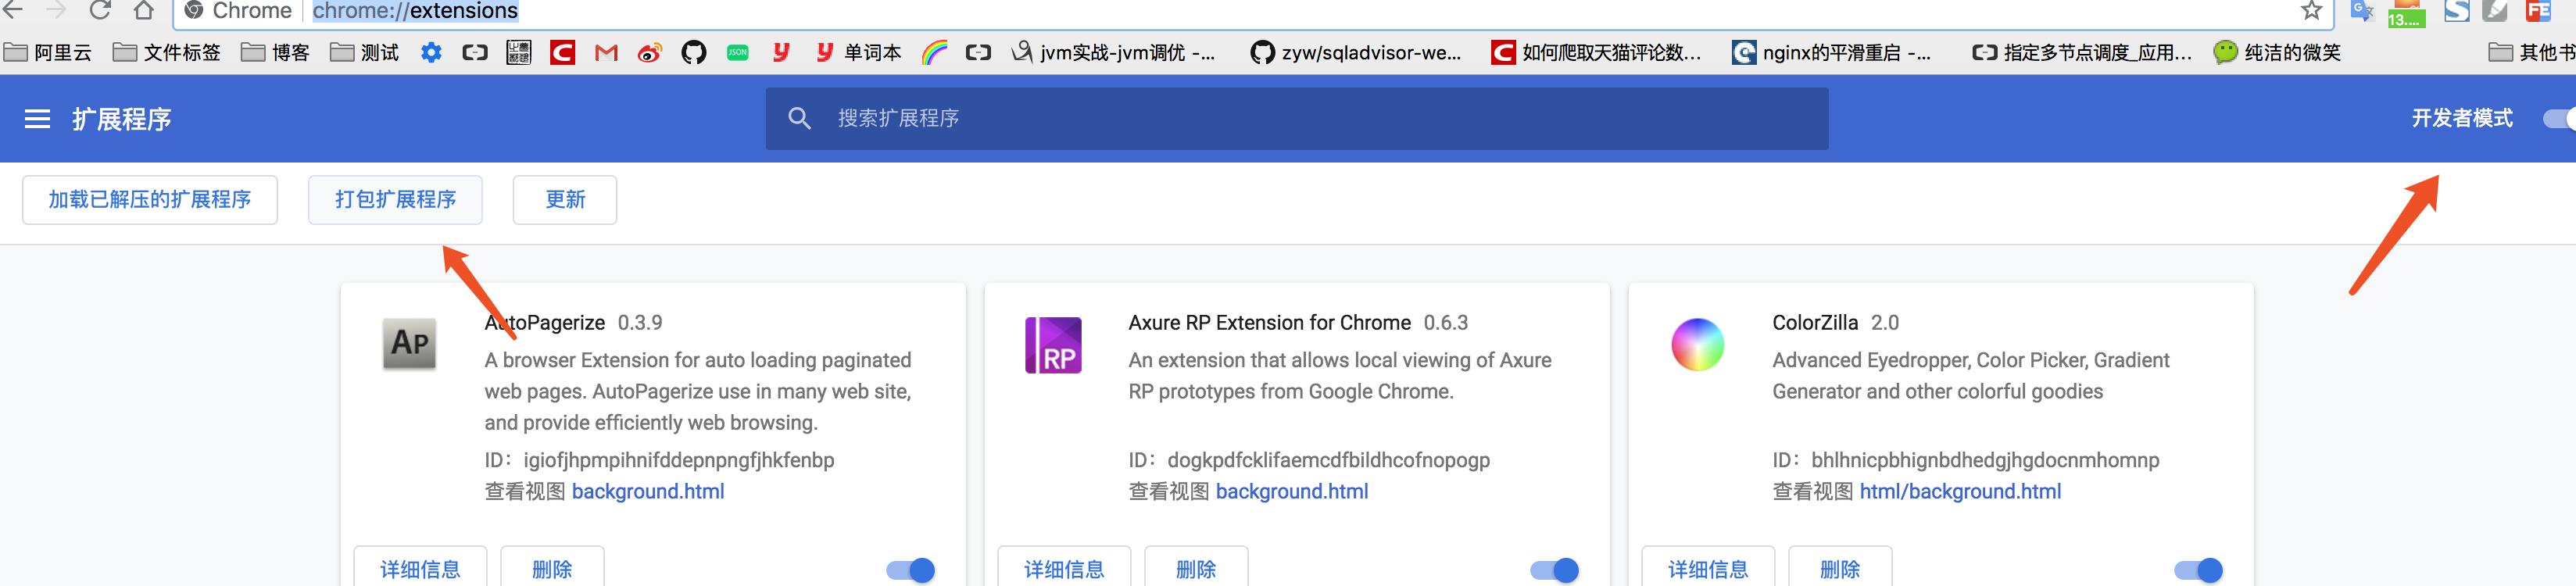 Chrome chrome://extensions
13....
FE
阿里云 文件标签 博客 测试 JSON 单词本 jvm实战-jvm调优 -... zyw/sqladvisor-we... 如何爬取天猫评论数... nginx的平滑重启 -... 指定多节点调度_应用... 纯洁的微笑 其他书
扩展程序 搜索扩展程序 开发者模式
加载已解压的扩展程序 打包扩展程序 更新
AP
AutoPagerize 0.3.9
A browser Extension for auto loading paginated
web pages. AutoPagerize use in many web site,
and provide efficiently web browsing.
ID：igiofjhpmpihnifddepnpngfjhkfenbp
查看视图 background.html
详细信息 删除
RP
Axure RP Extension for Chrome 0.6.3
An extension that allows local viewing of Axure
RP prototypes from Google Chrome.
ID：dogkpdfcklifaemcdfbildhcofnopogp
查看视图 background.html
详细信息 删除
ColorZilla 2.0
Advanced Eyedropper, Color Picker, Gradient
Generator and other colorful goodies
ID：bhlhnicpbhignbdhedgjhgdocnmhomnp
查看视图 html/background.html
详细信息 删除